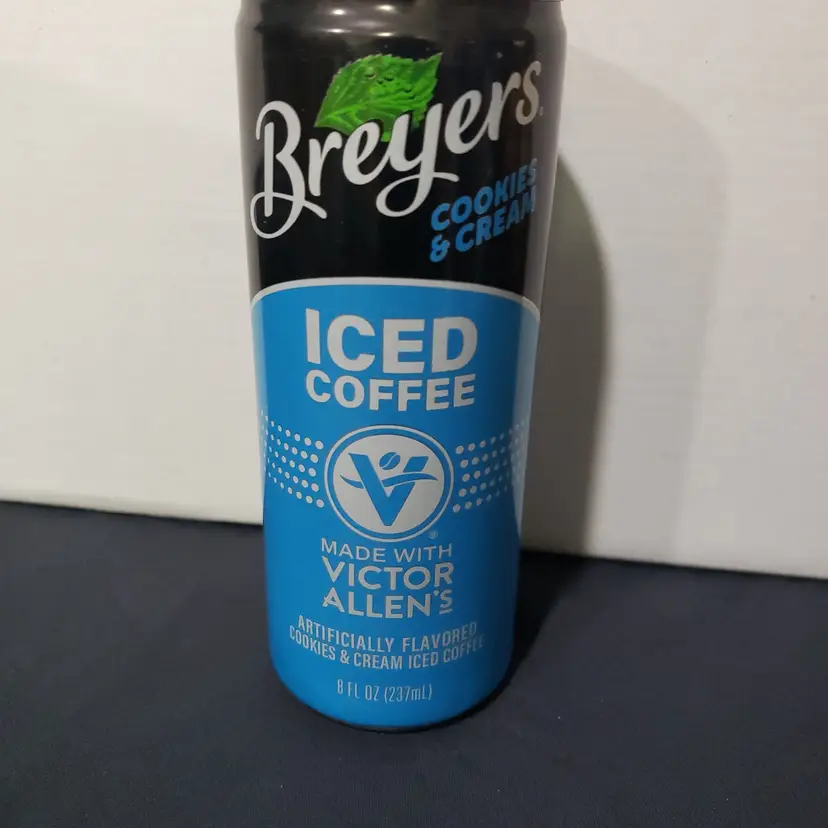 Breyers®
COOKIES
& CREAM
ICED
COFFEE
V®
MADE WITH
VICTOR
ALLEN'S
ARTIFICIALLY FLAVORED
COOKIES & CREAM ICED COFFEE
8 FL OZ (237mL)